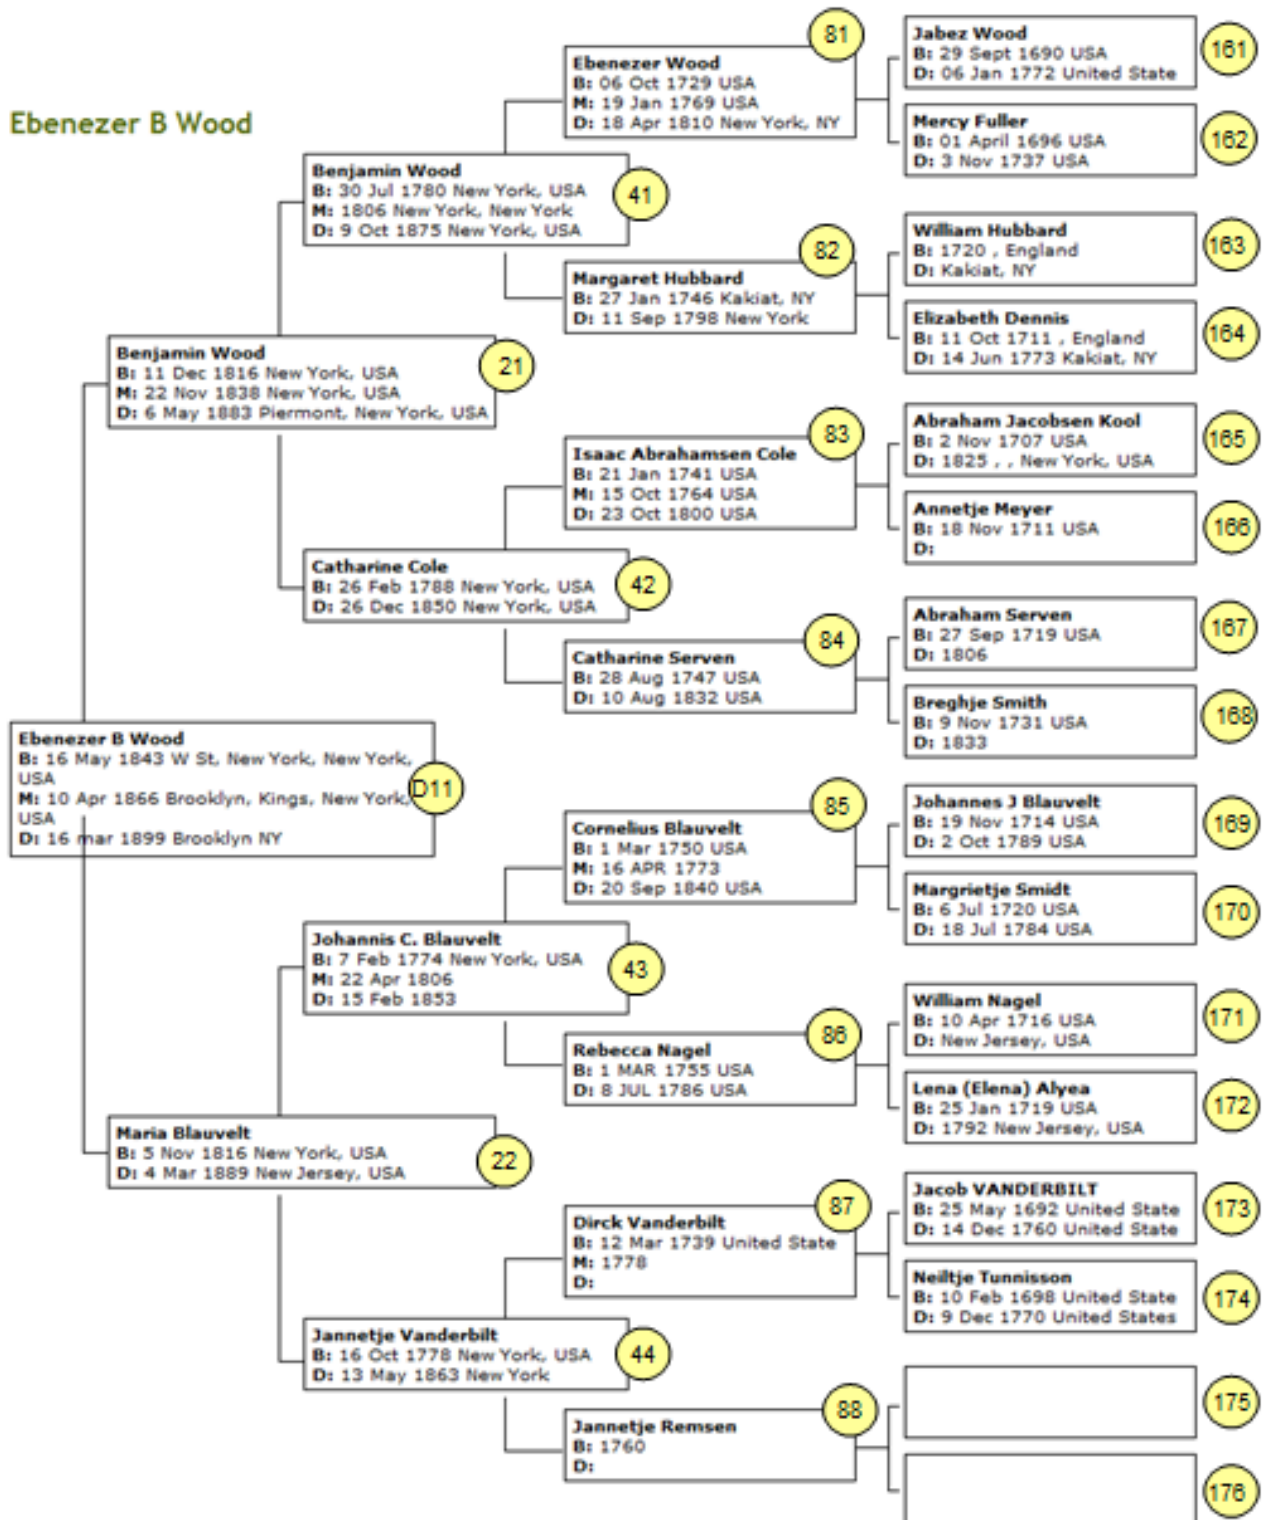 Ebenezer B Wood
Ebenezer B Wood
B: 16 May 1843 W St, New York, New York,
USA
M: 10 Apr 1866 Brooklyn, Kings, New York,
USA
D: 16 mar 1899 Brooklyn NY
D11
Benjamin Wood
B: 11 Dec 1816 New York, USA
M: 22 Nov 1838 New York, USA
D: 6 May 1883 Piermont, New York, USA
21
Maria Blauvelt
B: 5 Nov 1816 New York, USA
D: 4 Mar 1889 New Jersey, USA
22
Benjamin Wood
B: 30 Jul 1780 New York, USA
M: 1806 New York, New York
D: 9 Oct 1875 New York, USA
41
Catharine Cole
B: 26 Feb 1788 New York, USA
D: 26 Dec 1850 New York, USA
42
Johannis C. Blauvelt
B: 7 Feb 1774 New York, USA
M: 22 Apr 1806
D: 15 Feb 1853
43
Jannetje Vanderbilt
B: 16 Oct 1778 New York, USA
D: 13 May 1863 New York
44
Ebenezer Wood
B: 06 Oct 1729 USA
M: 19 Jan 1769 USA
D: 18 Apr 1810 New York, NY
81
Margaret Hubbard
B: 27 Jan 1746 Kakiat, NY
D: 11 Sep 1798 New York
82
Isaac Abrahamsen Cole
B: 21 Jan 1741 USA
M: 15 Oct 1764 USA
D: 23 Oct 1800 USA
83
Catharine Serven
B: 28 Aug 1747 USA
D: 10 Aug 1832 USA
84
Cornelius Blauvelt
B: 1 Mar 1750 USA
M: 16 APR 1773
D: 20 Sep 1840 USA
85
Rebecca Nagel
B: 1 MAR 1755 USA
D: 8 JUL 1786 USA
86
Dirck Vanderbilt
B: 12 Mar 1739 United State
M: 1778
D:
87
Jannetje Remsen
B: 1760
D:
88
Jabez Wood
B: 29 Sept 1690 USA
D: 06 Jan 1772 United State
161
Mercy Fuller
B: 01 April 1696 USA
D: 3 Nov 1737 USA
162
William Hubbard
B: 1720 , England
D: Kakiat, NY
163
Elizabeth Dennis
B: 11 Oct 1711 , England
D: 14 Jun 1773 Kakiat, NY
164
Abraham Jacobsen Kool
B: 2 Nov 1707 USA
D: 1825 , , New York, USA
165
Annetje Meyer
B: 18 Nov 1711 USA
D:
166
Abraham Serven
B: 27 Sep 1719 USA
D: 1806
167
Breghje Smith
B: 9 Nov 1731 USA
D: 1833
168
Johannes J Blauvelt
B: 19 Nov 1714 USA
D: 2 Oct 1789 USA
169
Margrietje Smidt
B: 6 Jul 1720 USA
D: 18 Jul 1784 USA
170
William Nagel
B: 10 Apr 1716 USA
D: New Jersey, USA
171
Lena (Elena) Alyea
B: 25 Jan 1719 USA
D: 1792 New Jersey, USA
172
Jacob VANDERBILT
B: 25 May 1692 United State
D: 14 Dec 1760 United State
173
Neiltje Tunnisson
B: 10 Feb 1698 United State
D: 9 Dec 1770 United States
174
175
176